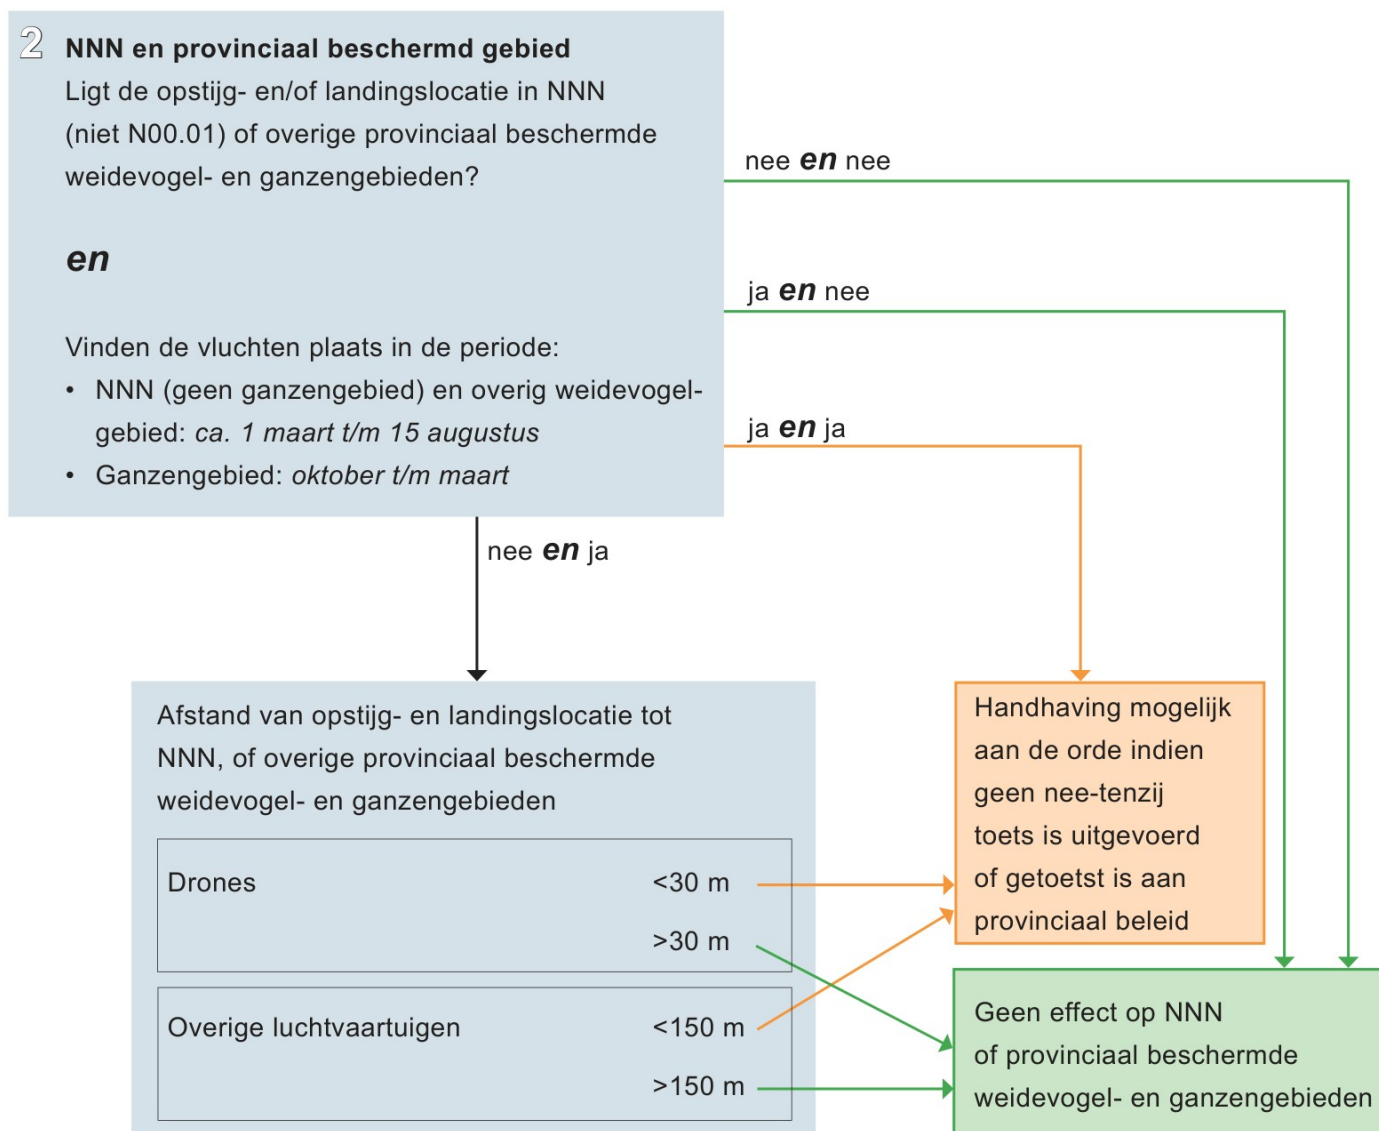 2 NNN en provinciaal beschermd gebied
Ligt de opstijg- en/of landingslocatie in NNN
(niet N00.01) of overige provinciaal beschermde
weidevogel- en ganzengebieden?
en
Vinden de vluchten plaats in de periode:
• NNN (geen ganzengebied) en overig weidevogel-
gebied: ca. 1 maart t/m 15 augustus
• Ganzengebied: oktober t/m maart
nee en nee
ja en nee
ja en ja
nee en ja
Afstand van opstijg- en landingslocatie tot
NNN, of overige provinciaal beschermde
weidevogel- en ganzengebieden
Drones <30 m
>30 m
Overige luchtvaartuigen <150 m
>150 m
Handhaving mogelijk
aan de orde indien
geen nee-tenzij
toets is uitgevoerd
of getoetst is aan
provinciaal beleid
Geen effect op NNN
of provinciaal beschermde
weidevogel- en ganzengebieden